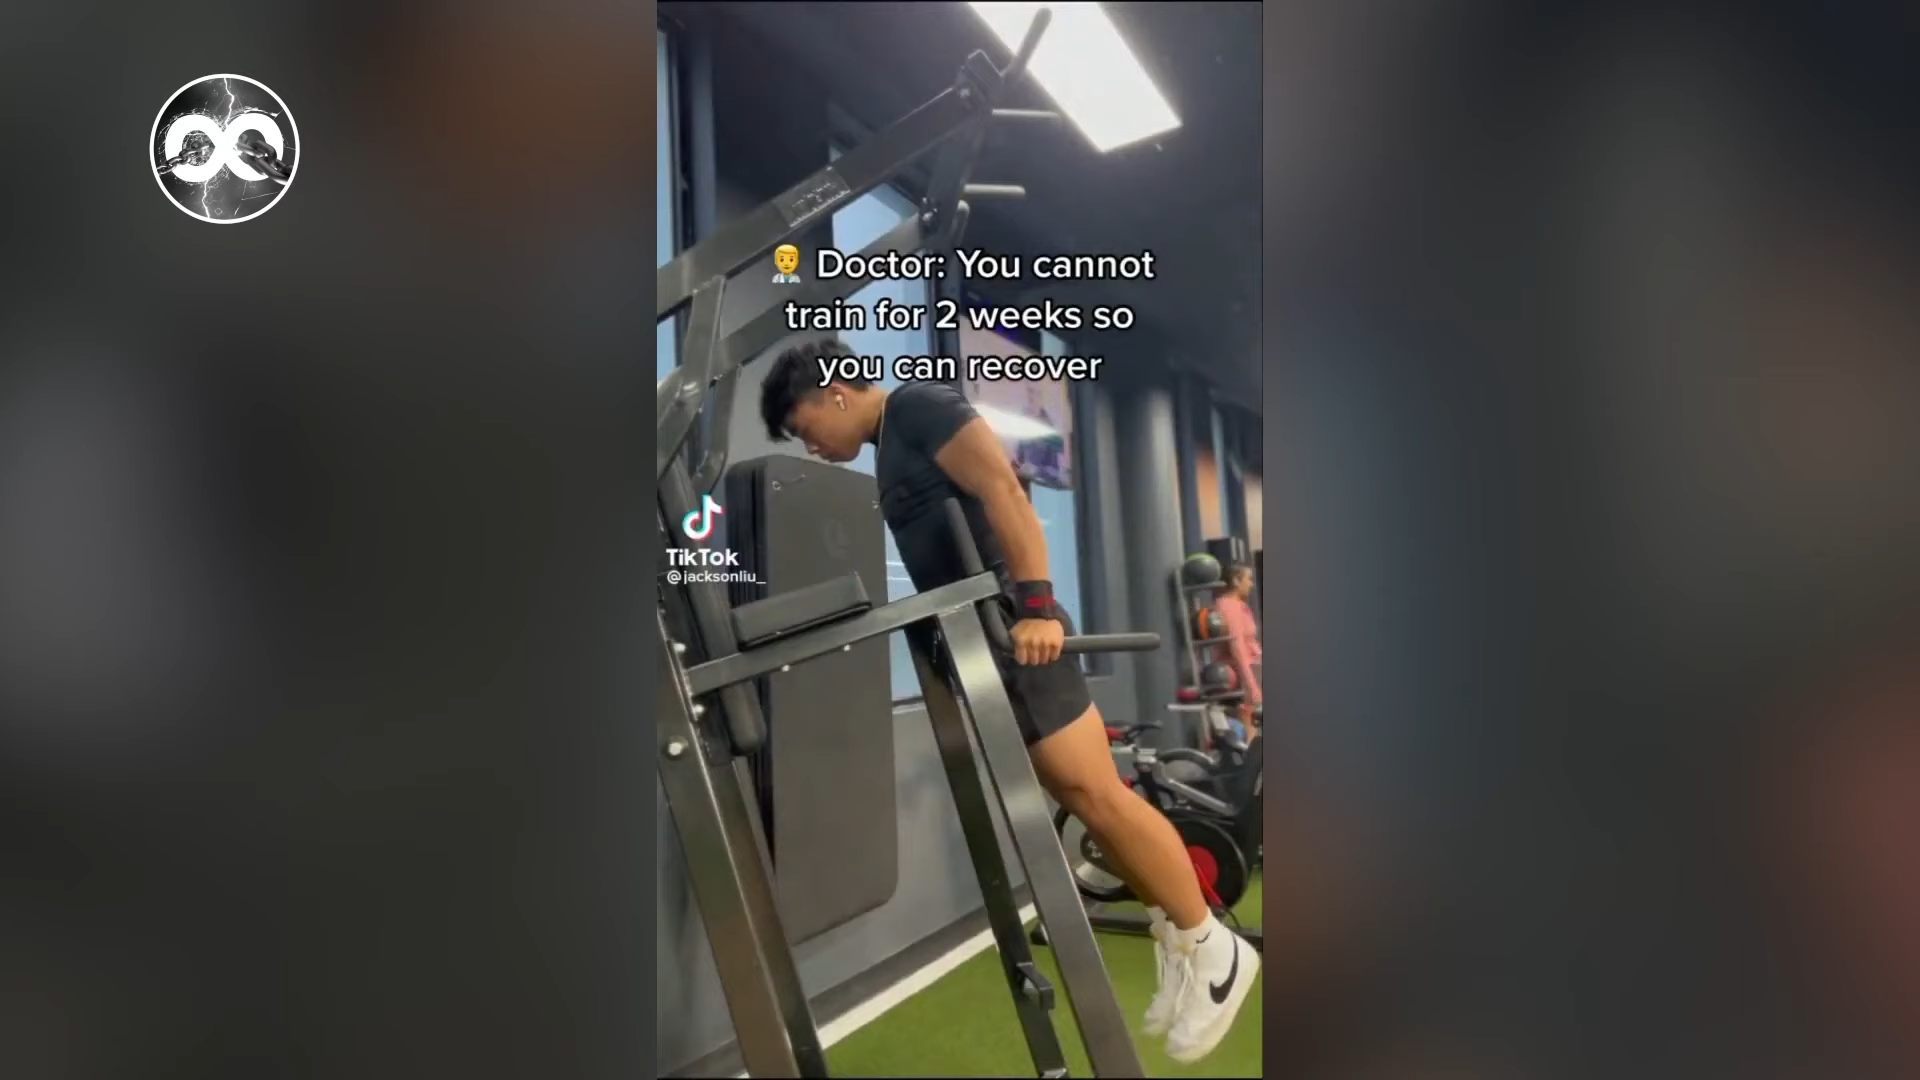 Doctor: You cannot
train for 2 weeks so
you can recover
TikTok
@jacksonliu_